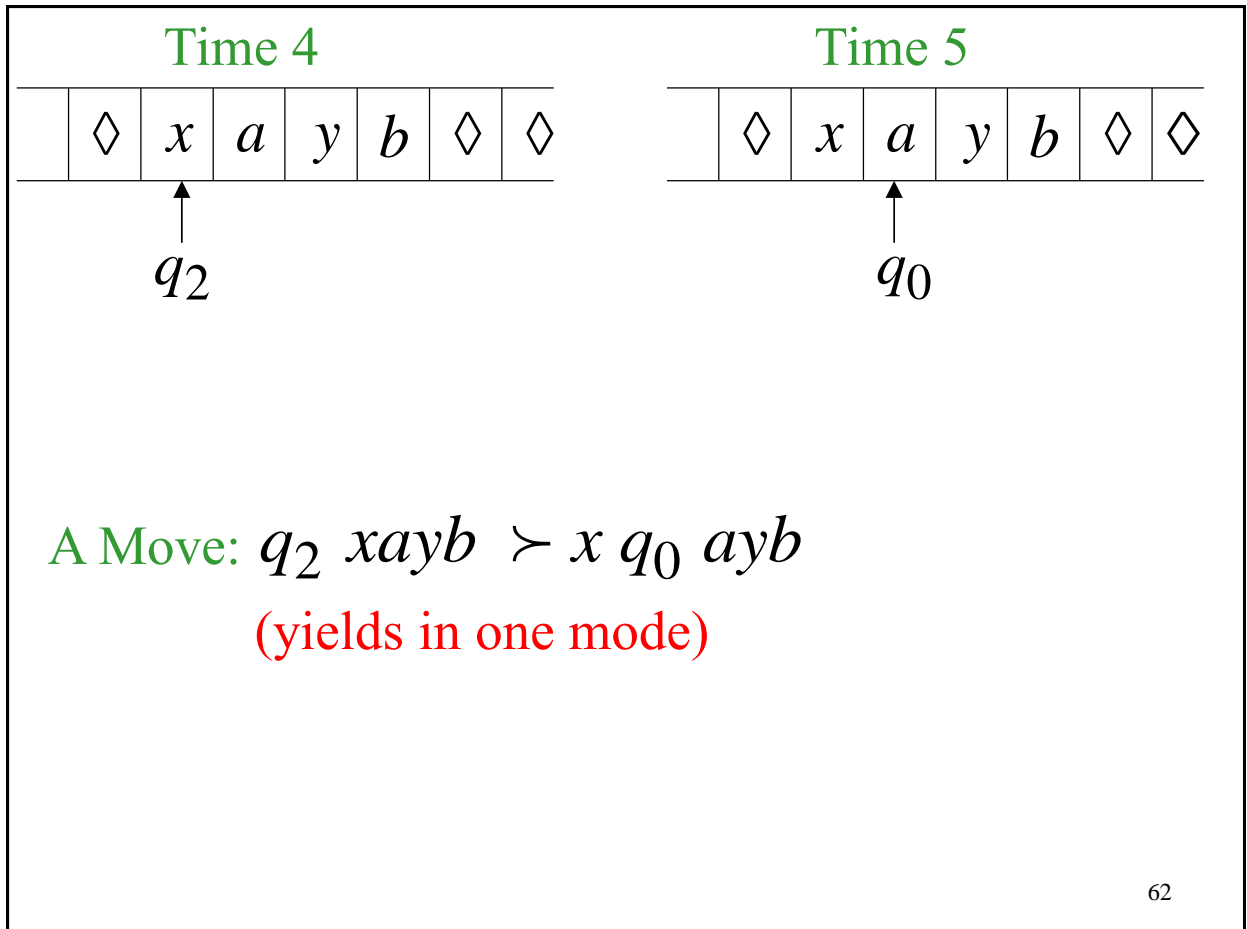 Time 4 Time 5
◊ x a y b ◊ ◊ ◊ x a y b ◊ ◊
q₂ q₀
A Move: q₂ xayb ≻ x q₀ ayb
(yields in one mode)
62